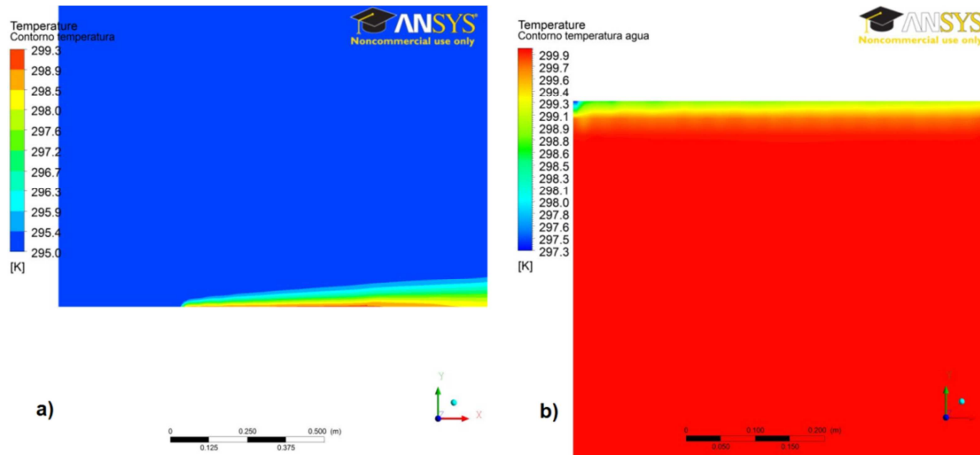 Temperature
Contorno temperatura
299.3
298.9
298.5
298.0
297.6
297.2
296.7
296.3
295.9
295.4
295.0
[K]
ANSYS
Noncommercial use only
Y
Z
X
a)
0
0.250
0.500 (m)
0.125
0.375
Temperature
Contorno temperatura agua
299.9
299.7
299.6
299.4
299.3
299.1
298.9
298.8
298.6
298.5
298.3
298.1
298.0
297.8
297.6
297.5
297.3
[K]
ANSYS
Noncommercial use only
b)
0
0.100
0.200 (m)
0.050
0.150